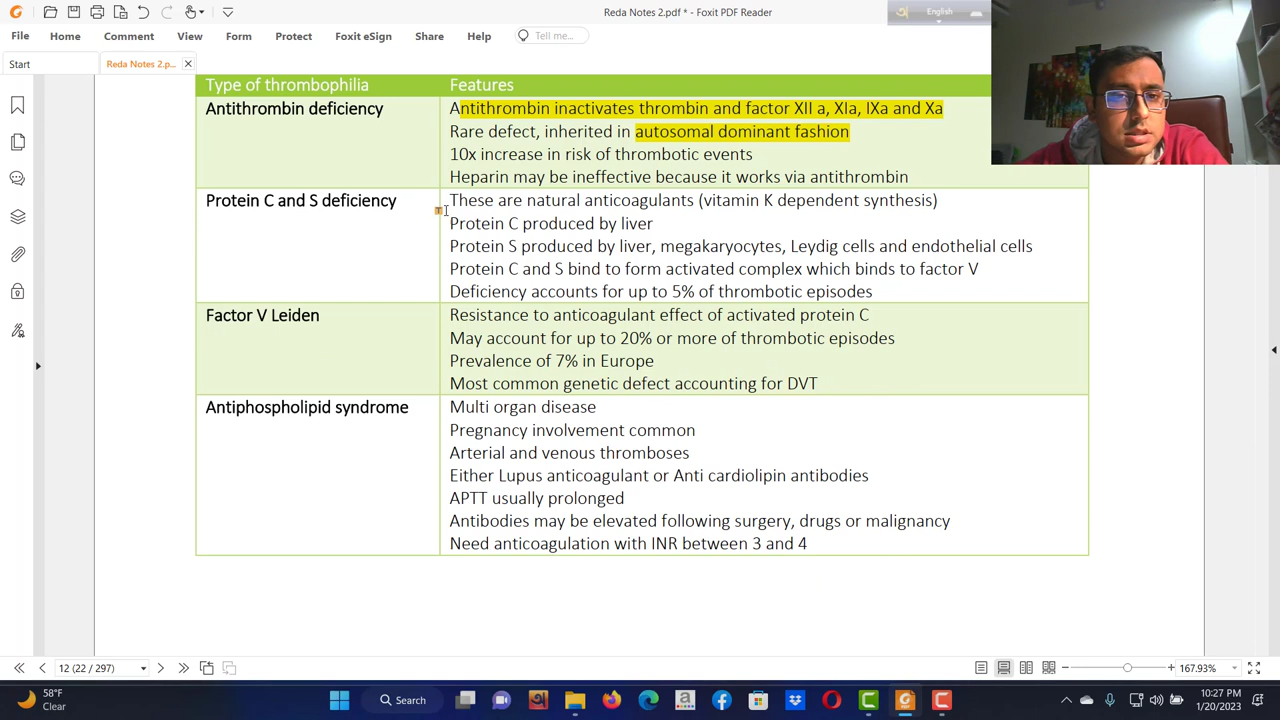 Reda Notes 2.pdf * - Foxit PDF Reader
English
File Home Comment View Form Protect Foxit eSign Share Help Tell me...
Start Reda Notes 2.p...
Type of thrombophilia Features
Antithrombin deficiency Antithrombin inactivates thrombin and factor XII a, XIa, IXa and Xa
Rare defect, inherited in autosomal dominant fashion
10x increase in risk of thrombotic events
Heparin may be ineffective because it works via antithrombin
Protein C and S deficiency These are natural anticoagulants (vitamin K dependent synthesis)
Protein C produced by liver
Protein S produced by liver, megakaryocytes, Leydig cells and endothelial cells
Protein C and S bind to form activated complex which binds to factor V
Deficiency accounts for up to 5% of thrombotic episodes
Factor V Leiden Resistance to anticoagulant effect of activated protein C
May account for up to 20% or more of thrombotic episodes
Prevalence of 7% in Europe
Most common genetic defect accounting for DVT
Antiphospholipid syndrome Multi organ disease
Pregnancy involvement common
Arterial and venous thromboses
Either Lupus anticoagulant or Anti cardiolipin antibodies
APTT usually prolonged
Antibodies may be elevated following surgery, drugs or malignancy
Need anticoagulation with INR between 3 and 4
12 (22 / 297) 167.93%
58°F
Clear
Search
10:27 PM
1/20/2023